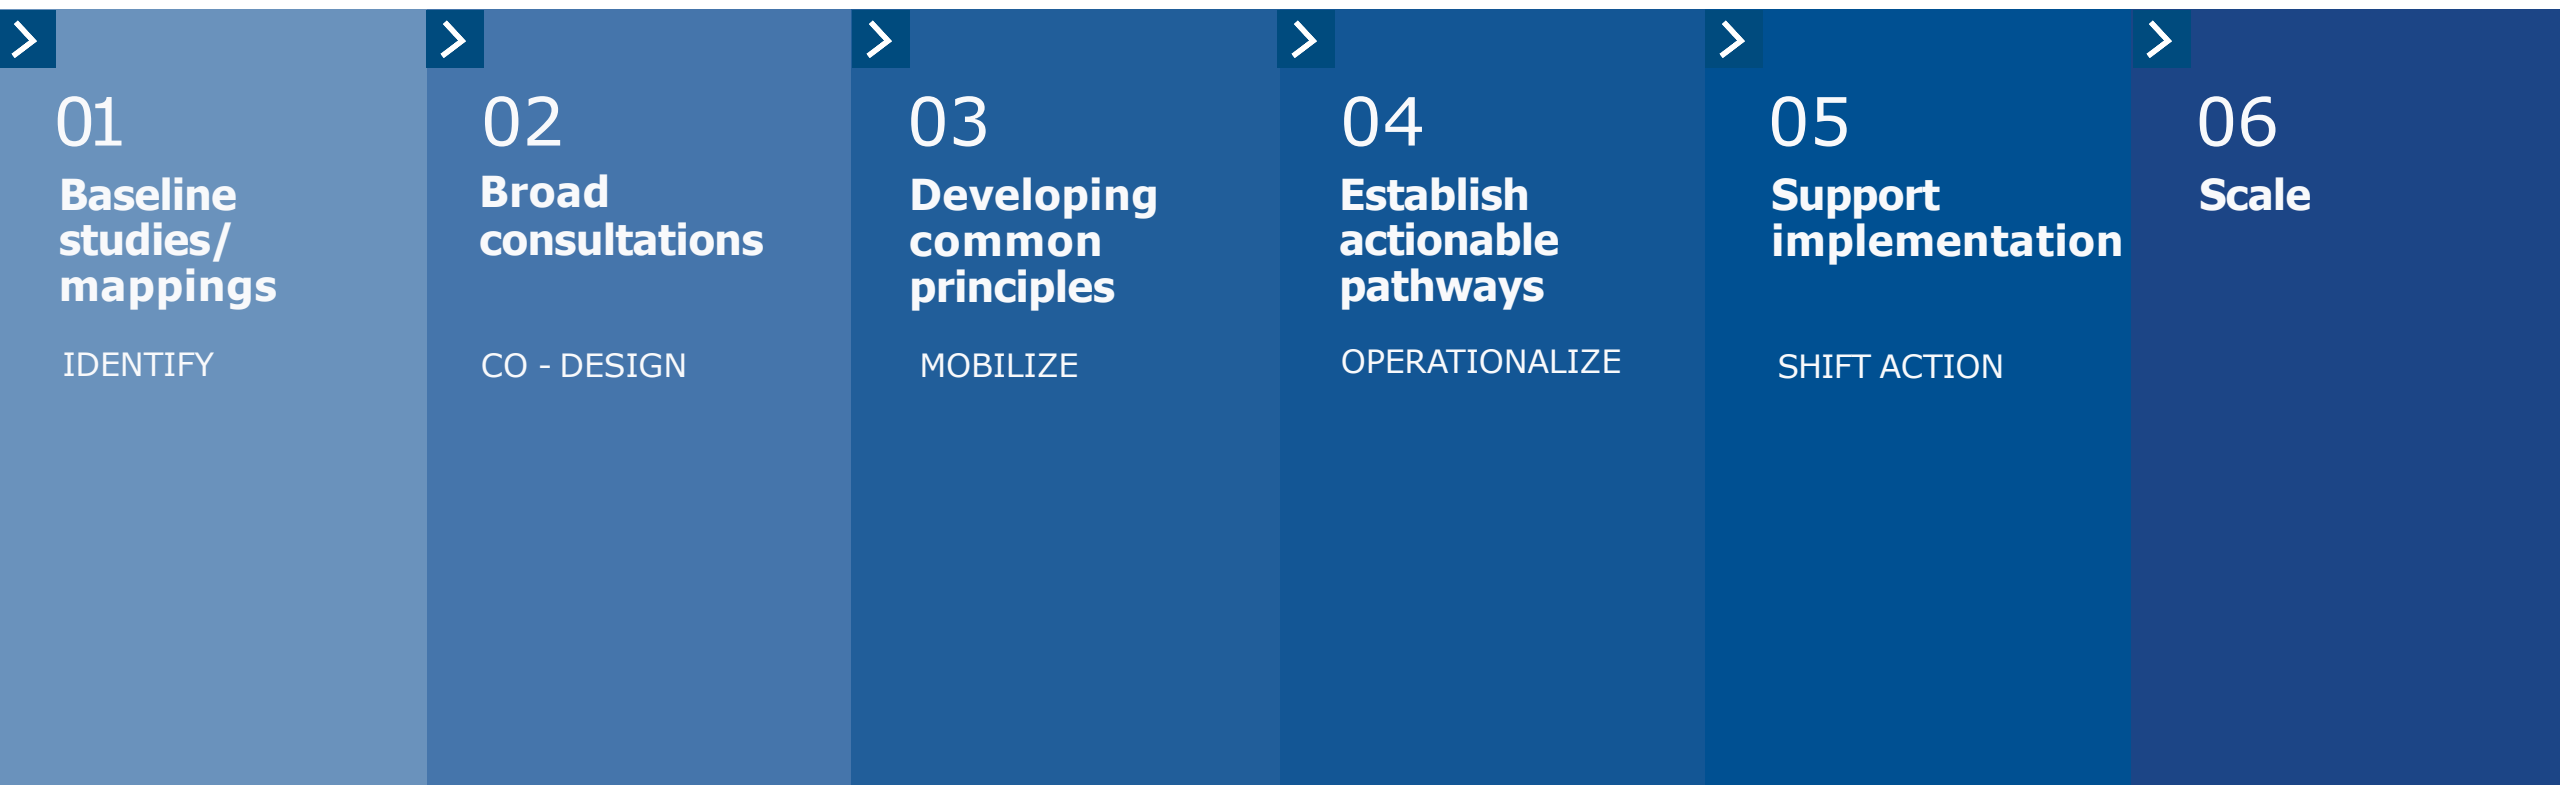 01
Baseline
studies/
mappings
IDENTIFY
02
Broad
consultations
CO - DESIGN
03
Developing
common
principles
MOBILIZE
04
Establish
actionable
pathways
OPERATIONALIZE
05
Support
implementation
SHIFT ACTION
06
Scale